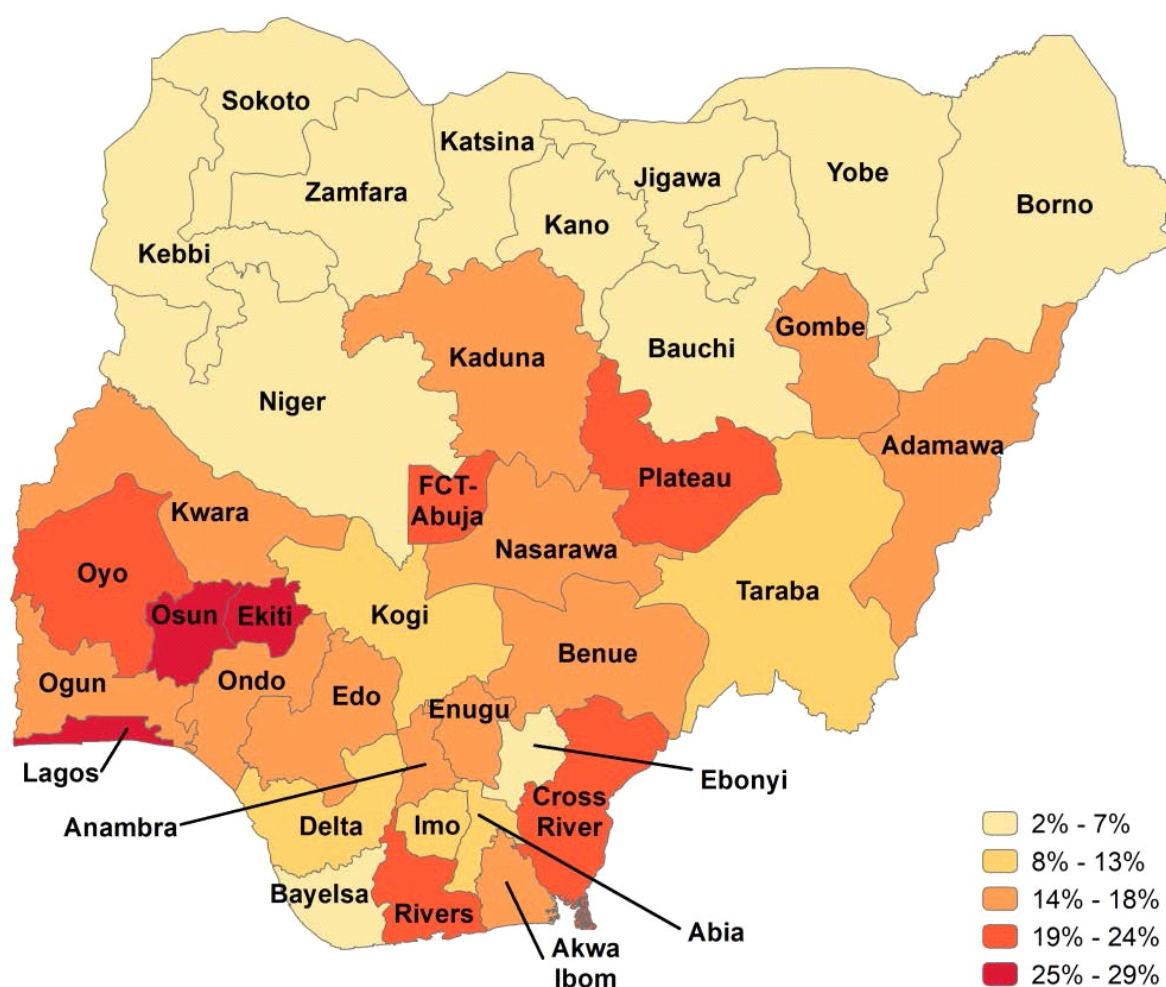 Sokoto
Katsina
Zamfara
Jigawa
Yobe
Borno
Kano
Kebbi
Gombe
Bauchi
Kaduna
Niger
Adamawa
FCT-
Abuja
Plateau
Kwara
Nasarawa
Oyo
Taraba
Osun
Ekiti
Kogi
Benue
Ogun
Ondo
Edo
Enugu
Lagos
Ebonyi
Anambra
Delta
Imo
Cross
River
Bayelsa
Rivers
Abia
Akwa
Ibom
2% - 7%
8% - 13%
14% - 18%
19% - 24%
25% - 29%